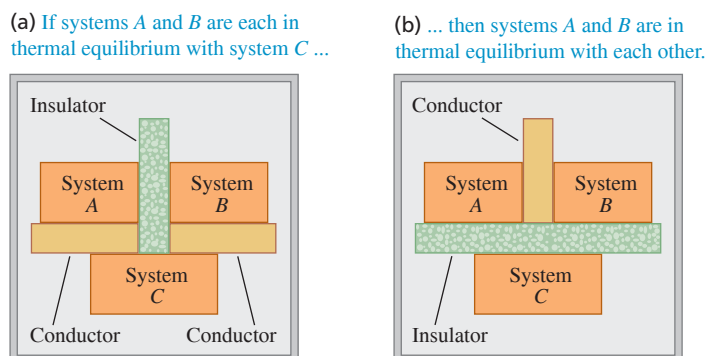 (a) If systems A and B are each in
thermal equilibrium with system C ...
Insulator
System
A
System
B
System
C
Conductor
Conductor
(b) ... then systems A and B are in
thermal equilibrium with each other.
Conductor
System
A
System
B
System
C
Insulator